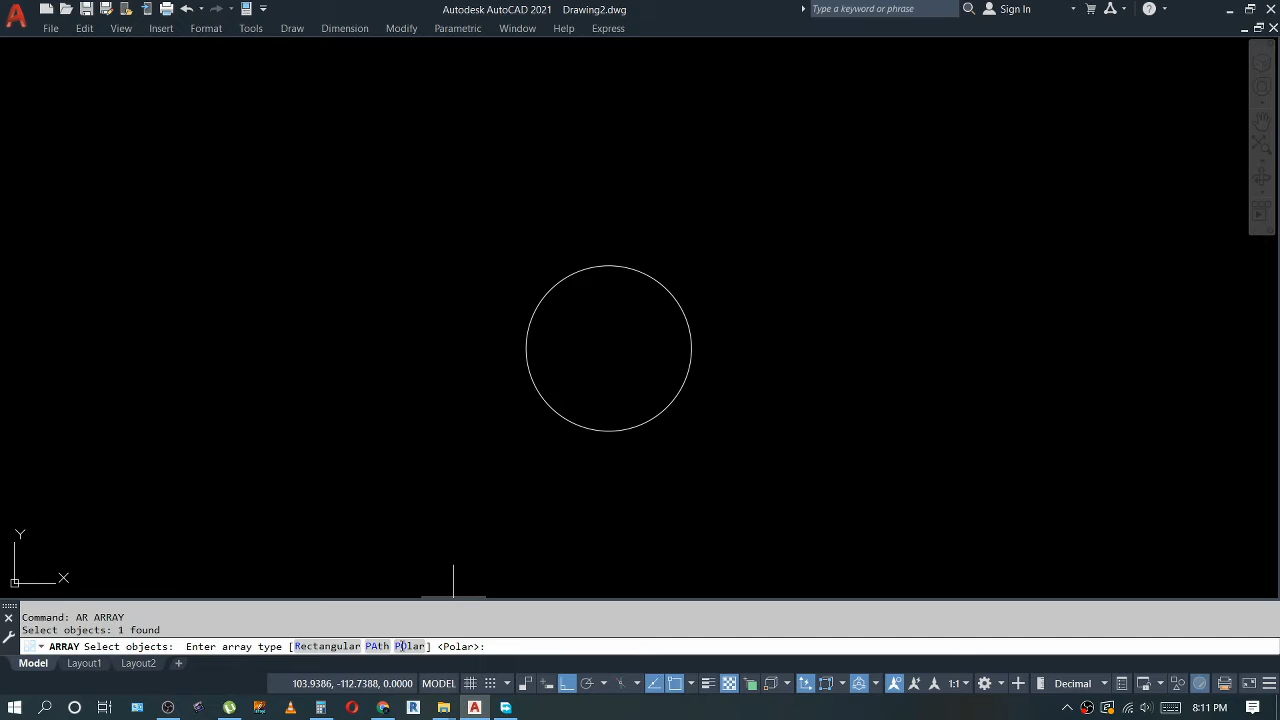 Autodesk AutoCAD 2021 Drawing2.dwg
Type a keyword or phrase
Sign In
File Edit View Insert Format Tools Draw Dimension Modify Parametric Window Help Express
Y
X
Command: AR ARRAY
Select objects: 1 found
ARRAY Select objects: Enter array type [Rectangular PAth POlar] <Polar>:
Model Layout1 Layout2 +
103.9386, -112.7388, 0.0000 MODEL 1:1 Decimal
8:11 PM